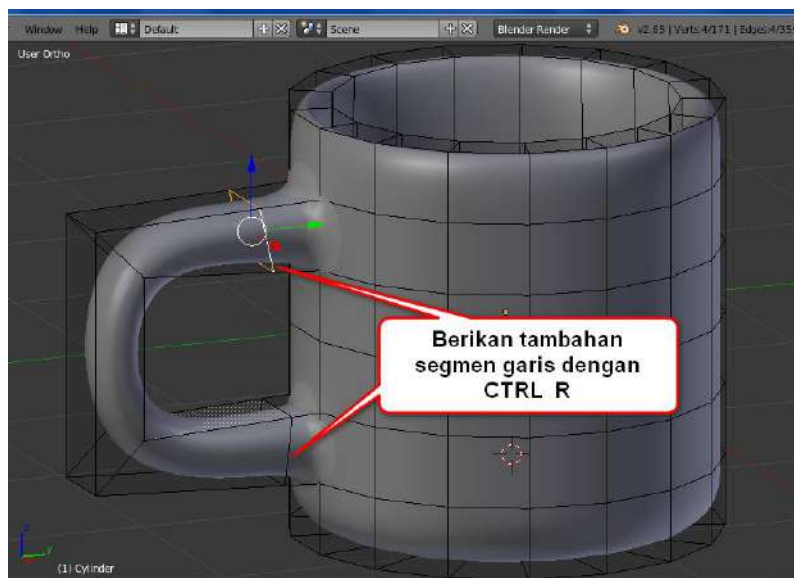 Window Help Default Scene Blender Render v2.65 | Verts:4/171 | Edges:4/359
User Ortho
Berikan tambahan
segmen garis dengan
CTRL R
z
y
(1) Cylinder